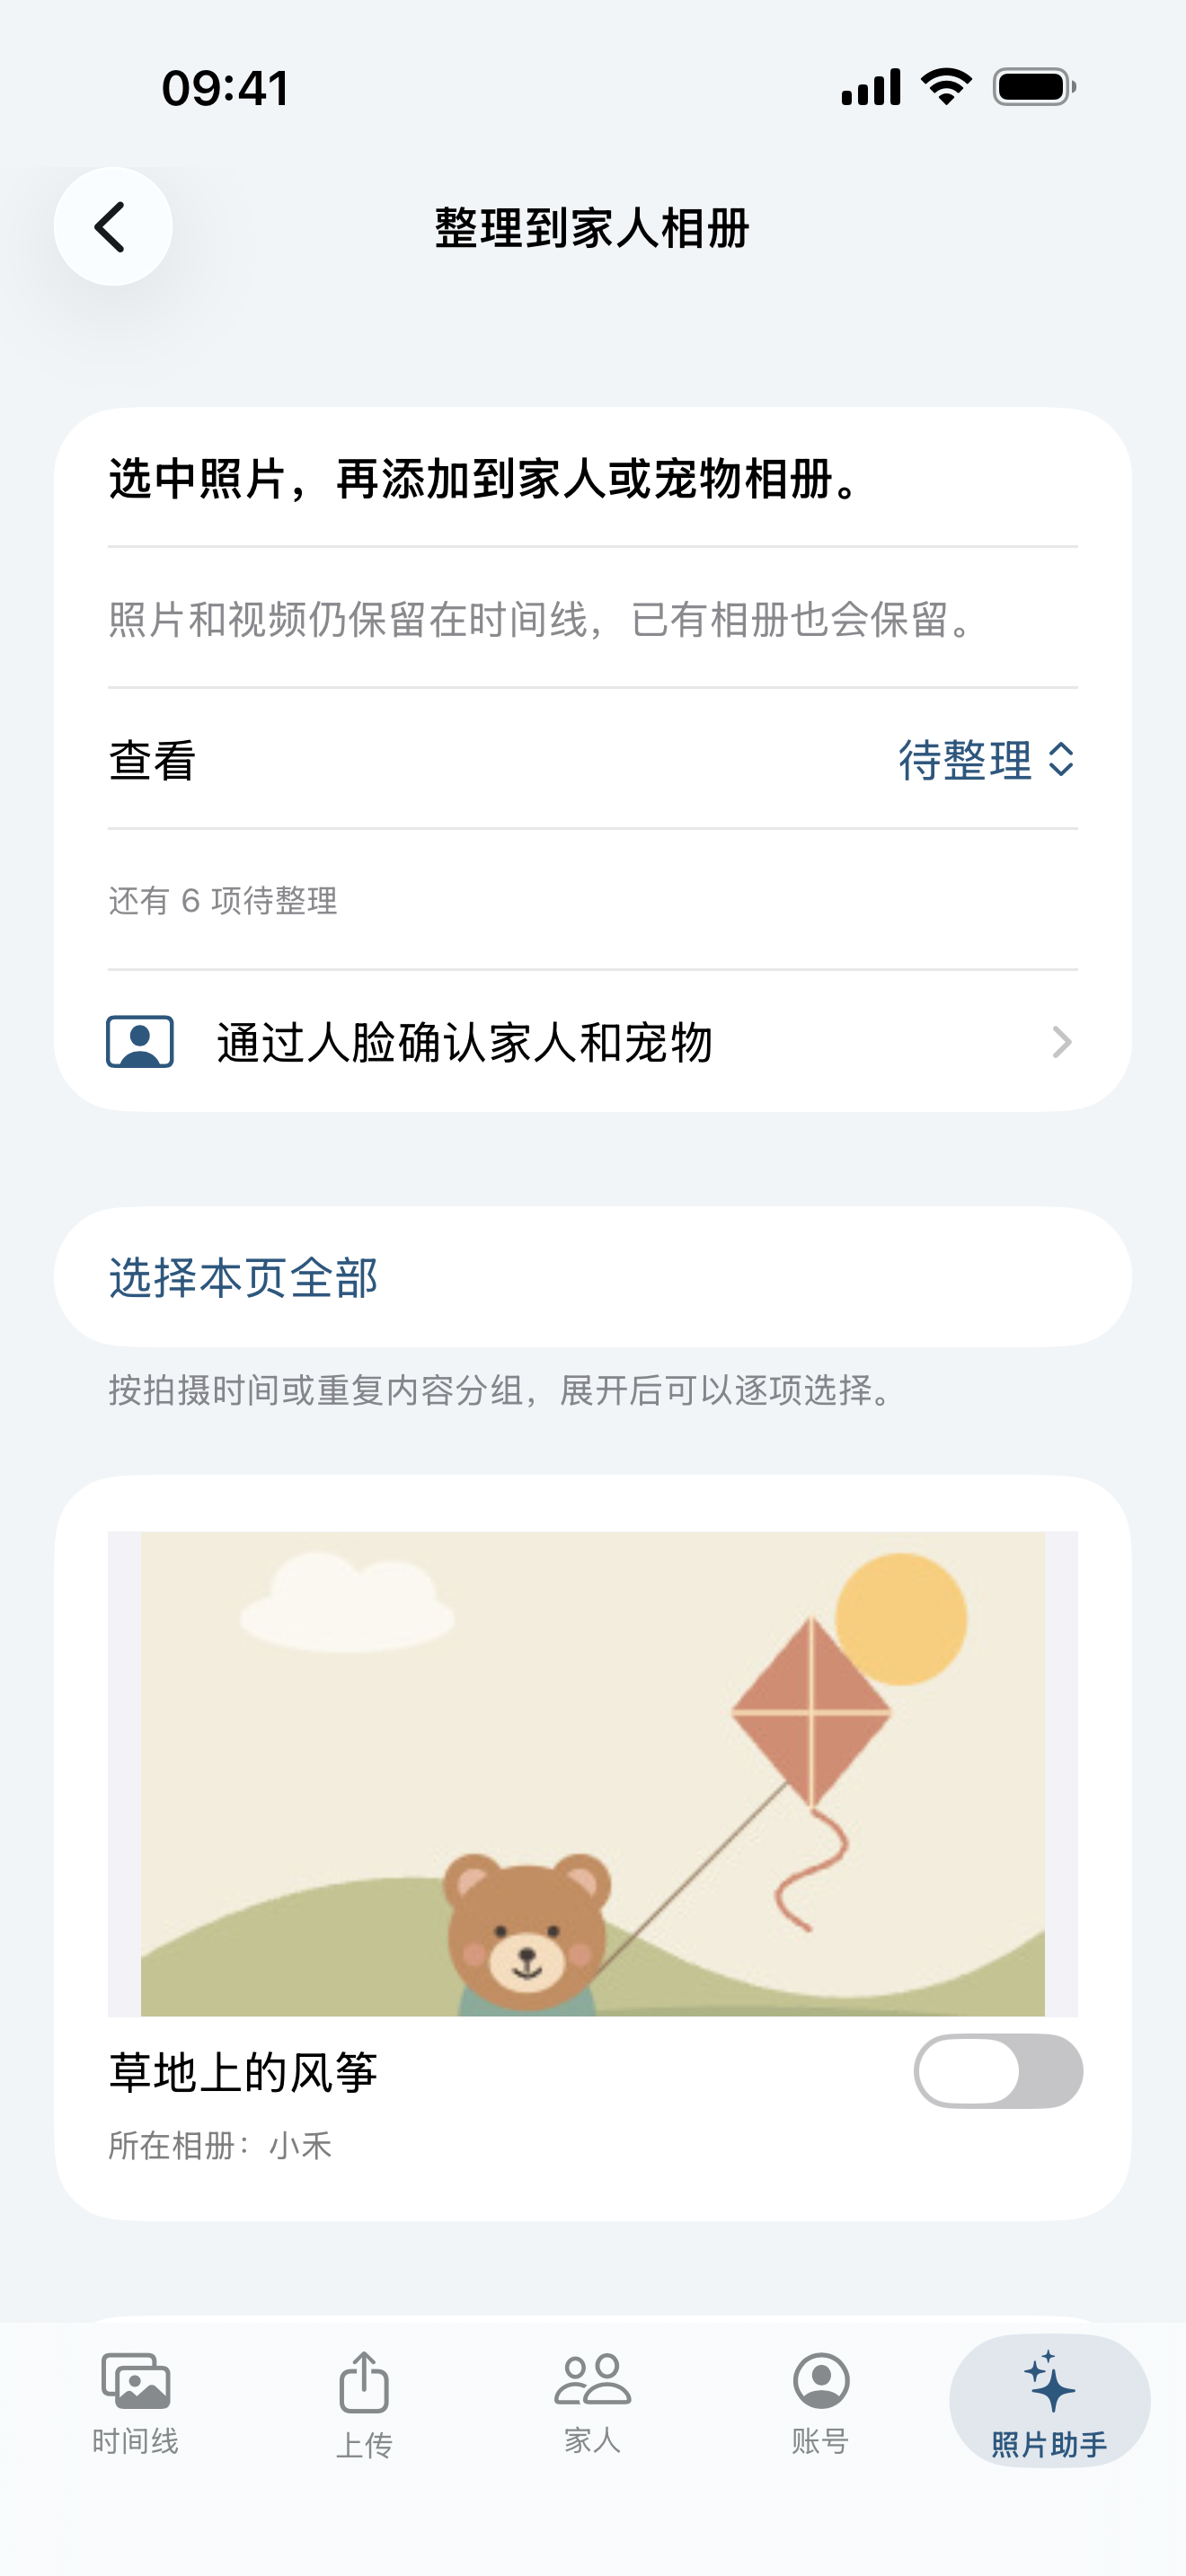 09:41
整理到家人相册
选中照片，再添加到家人或宠物相册。
照片和视频仍保留在时间线，已有相册也会保留。
查看
待整理
还有 6 项待整理
通过人脸确认家人和宠物
选择本页全部
按拍摄时间或重复内容分组，展开后可以逐项选择。
草地上的风筝
所在相册：小禾
时间线
上传
家人
账号
照片助手